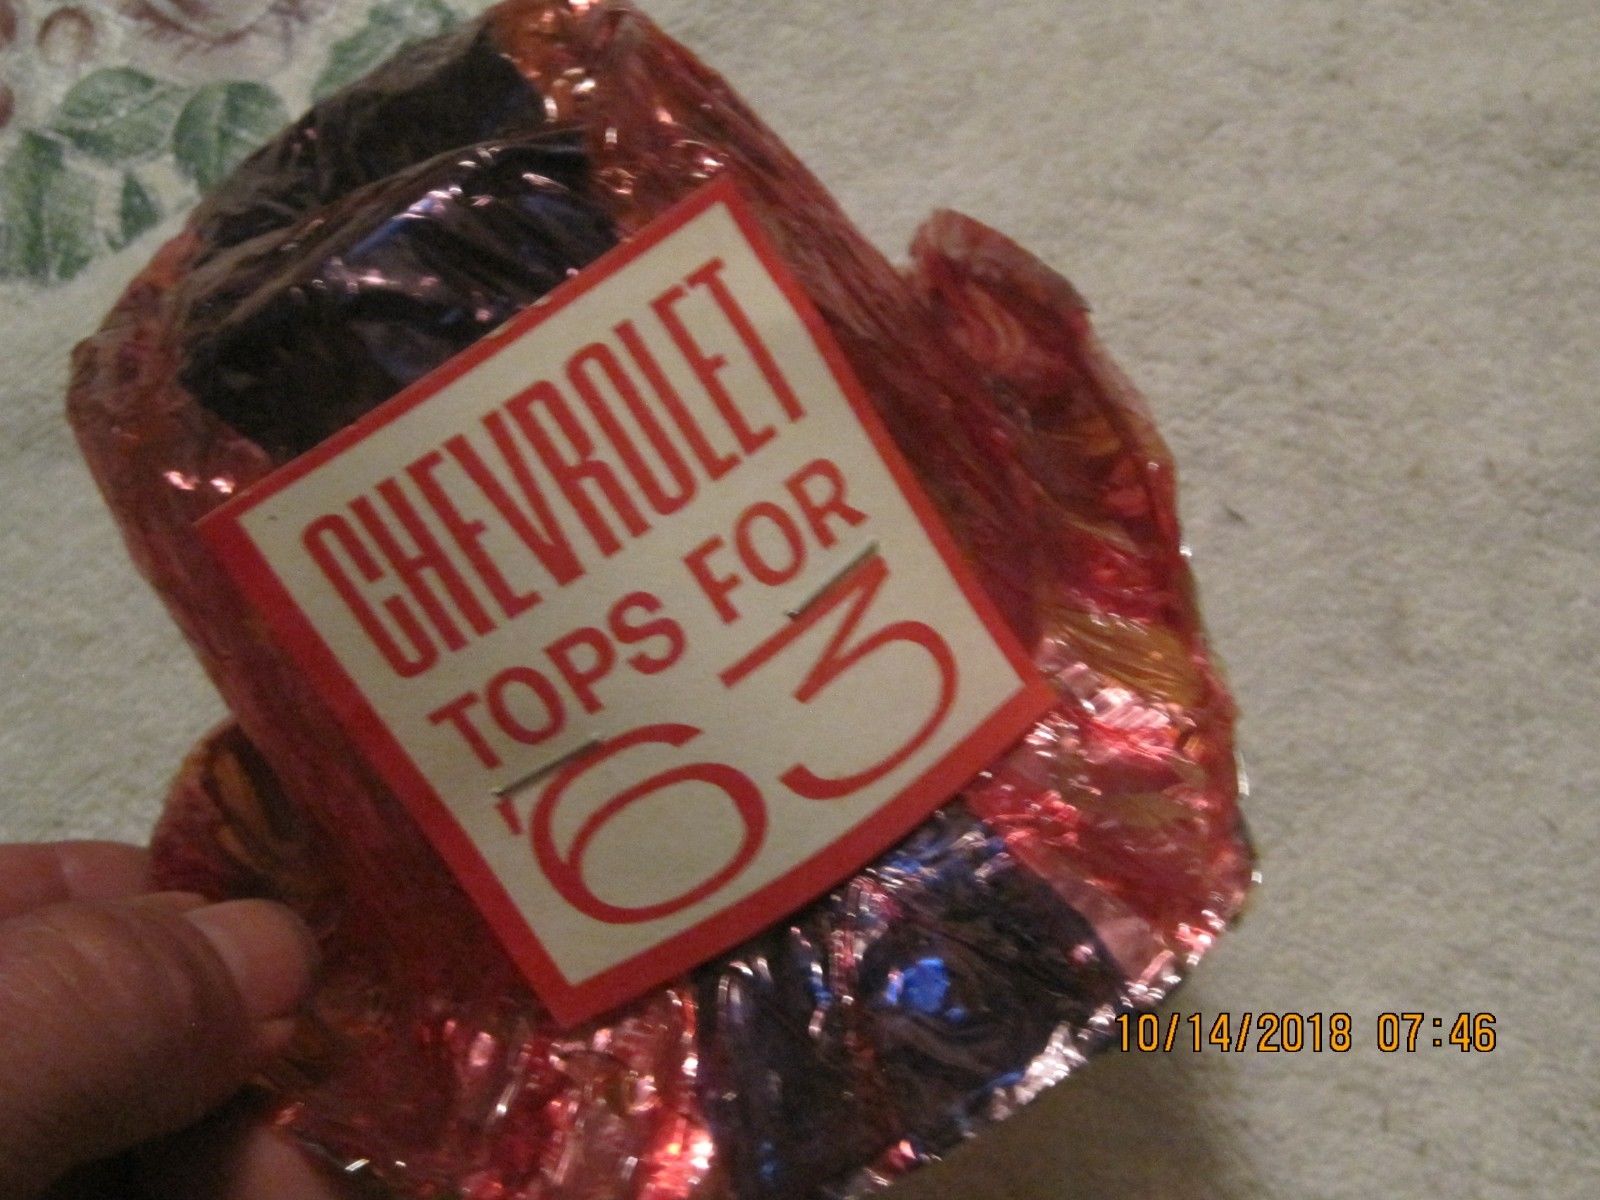 CHEVROLET
TOPS FOR
'63
10/14/2018 07:46